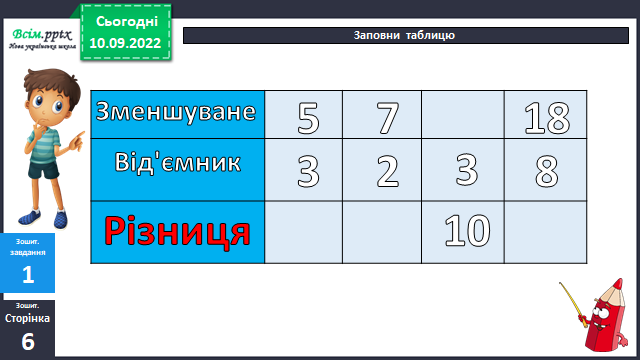 Всім.pptx
Нова українська школа
Сьогодні
10.09.2022
Заповни таблицю
Зменшуване 5 7 18
Від'ємник 3 2 3 8
Різниця 10
Зошит.
завдання
1
Зошит.
Сторінка
6